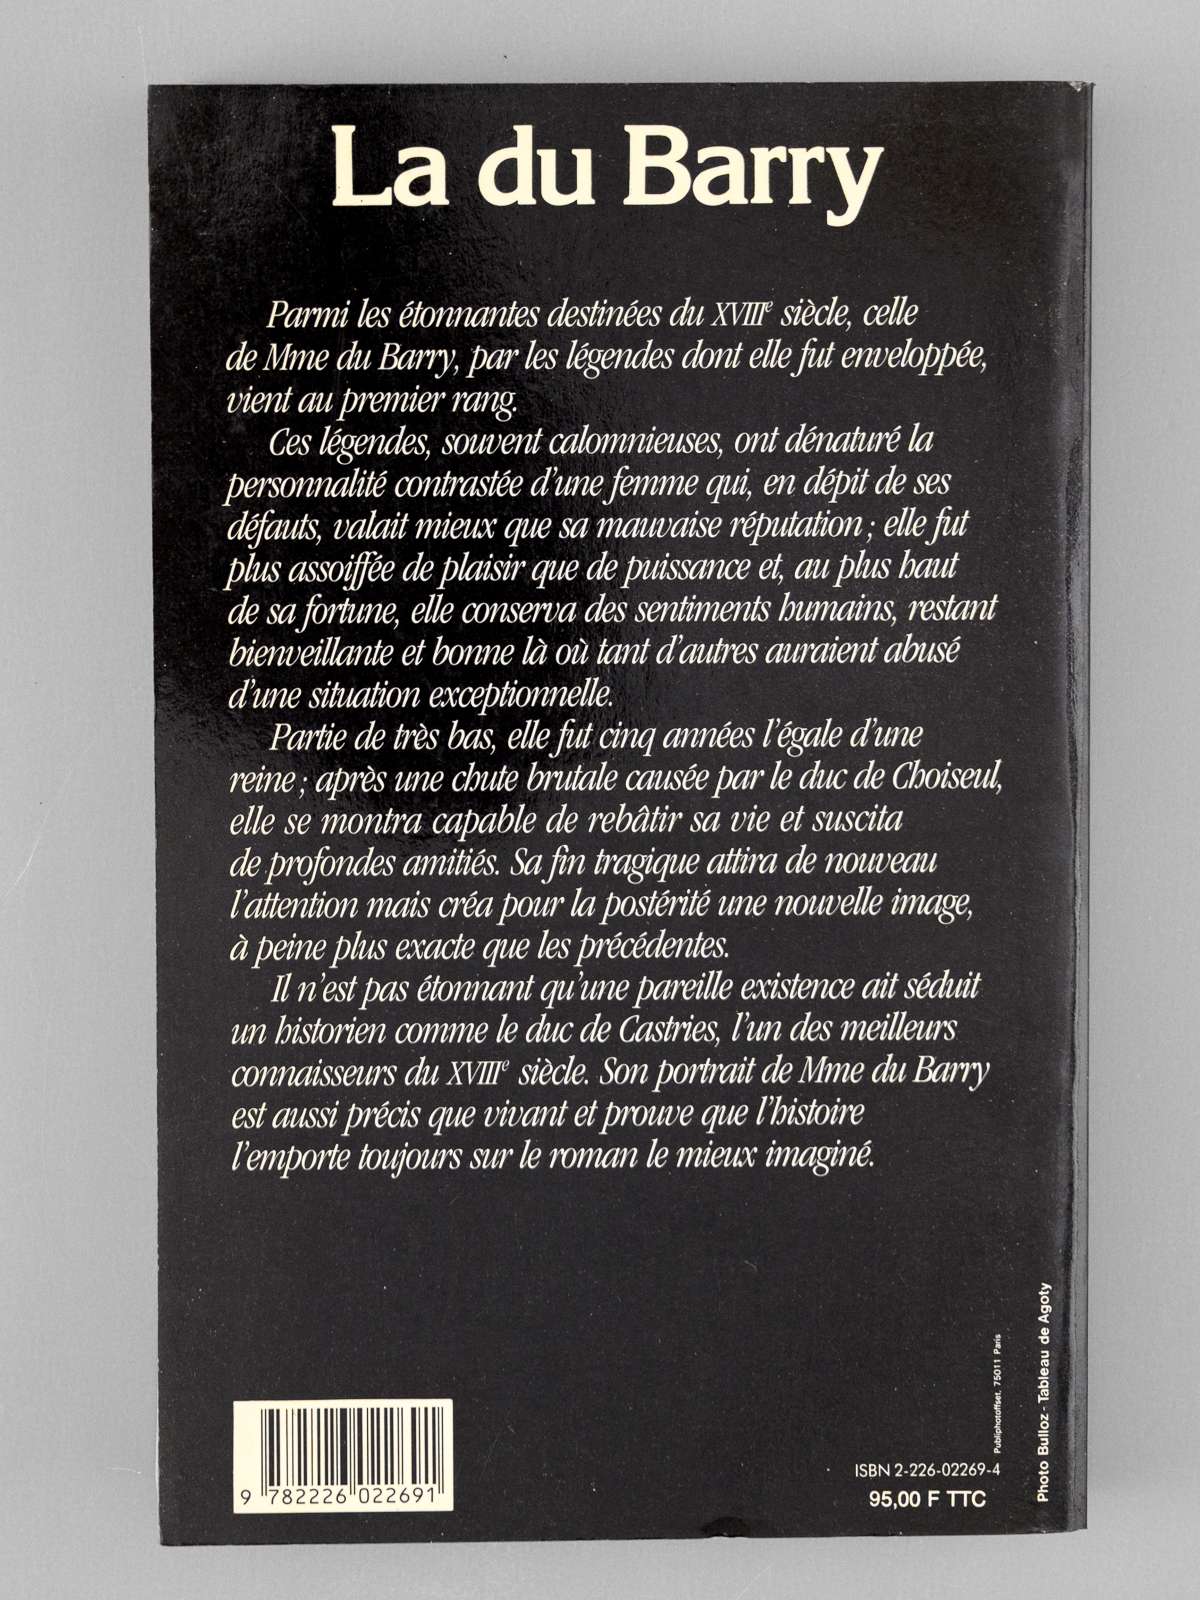 La du Barry
Parmi les étonnantes destinées du XVIIIe siècle, celle
de Mme du Barry, par les légendes dont elle fut enveloppée,
vient au premier rang.
Ces légendes, souvent calomnieuses, ont dénaturé la
personnalité contrastée d'une femme qui, en dépit de ses
défauts, valait mieux que sa mauvaise réputation ; elle fut
plus assoiffée de plaisir que de puissance et, au plus haut
de sa fortune, elle conserva des sentiments humains, restant
bienveillante et bonne là où tant d'autres auraient abusé
d'une situation exceptionnelle.
Partie de très bas, elle fut cinq années l'égale d'une
reine ; après une chute brutale causée par le duc de Choiseul,
elle se montra capable de rebâtir sa vie et suscita
de profondes amitiés. Sa fin tragique attira de nouveau
l'attention mais créa pour la postérité une nouvelle image,
à peine plus exacte que les précédentes.
Il n'est pas étonnant qu'une pareille existence ait séduit
un historien comme le duc de Castries, l'un des meilleurs
connaisseurs du XVIIIe siècle. Son portrait de Mme du Barry
est aussi précis que vivant et prouve que l'histoire
l'emporte toujours sur le roman le mieux imaginé.
9 782226 022691
ISBN 2-226-02269-4
95,00 F TTC
Publiphotoffset, 75011 Paris
Photo Bulloz - Tableau de Agoty